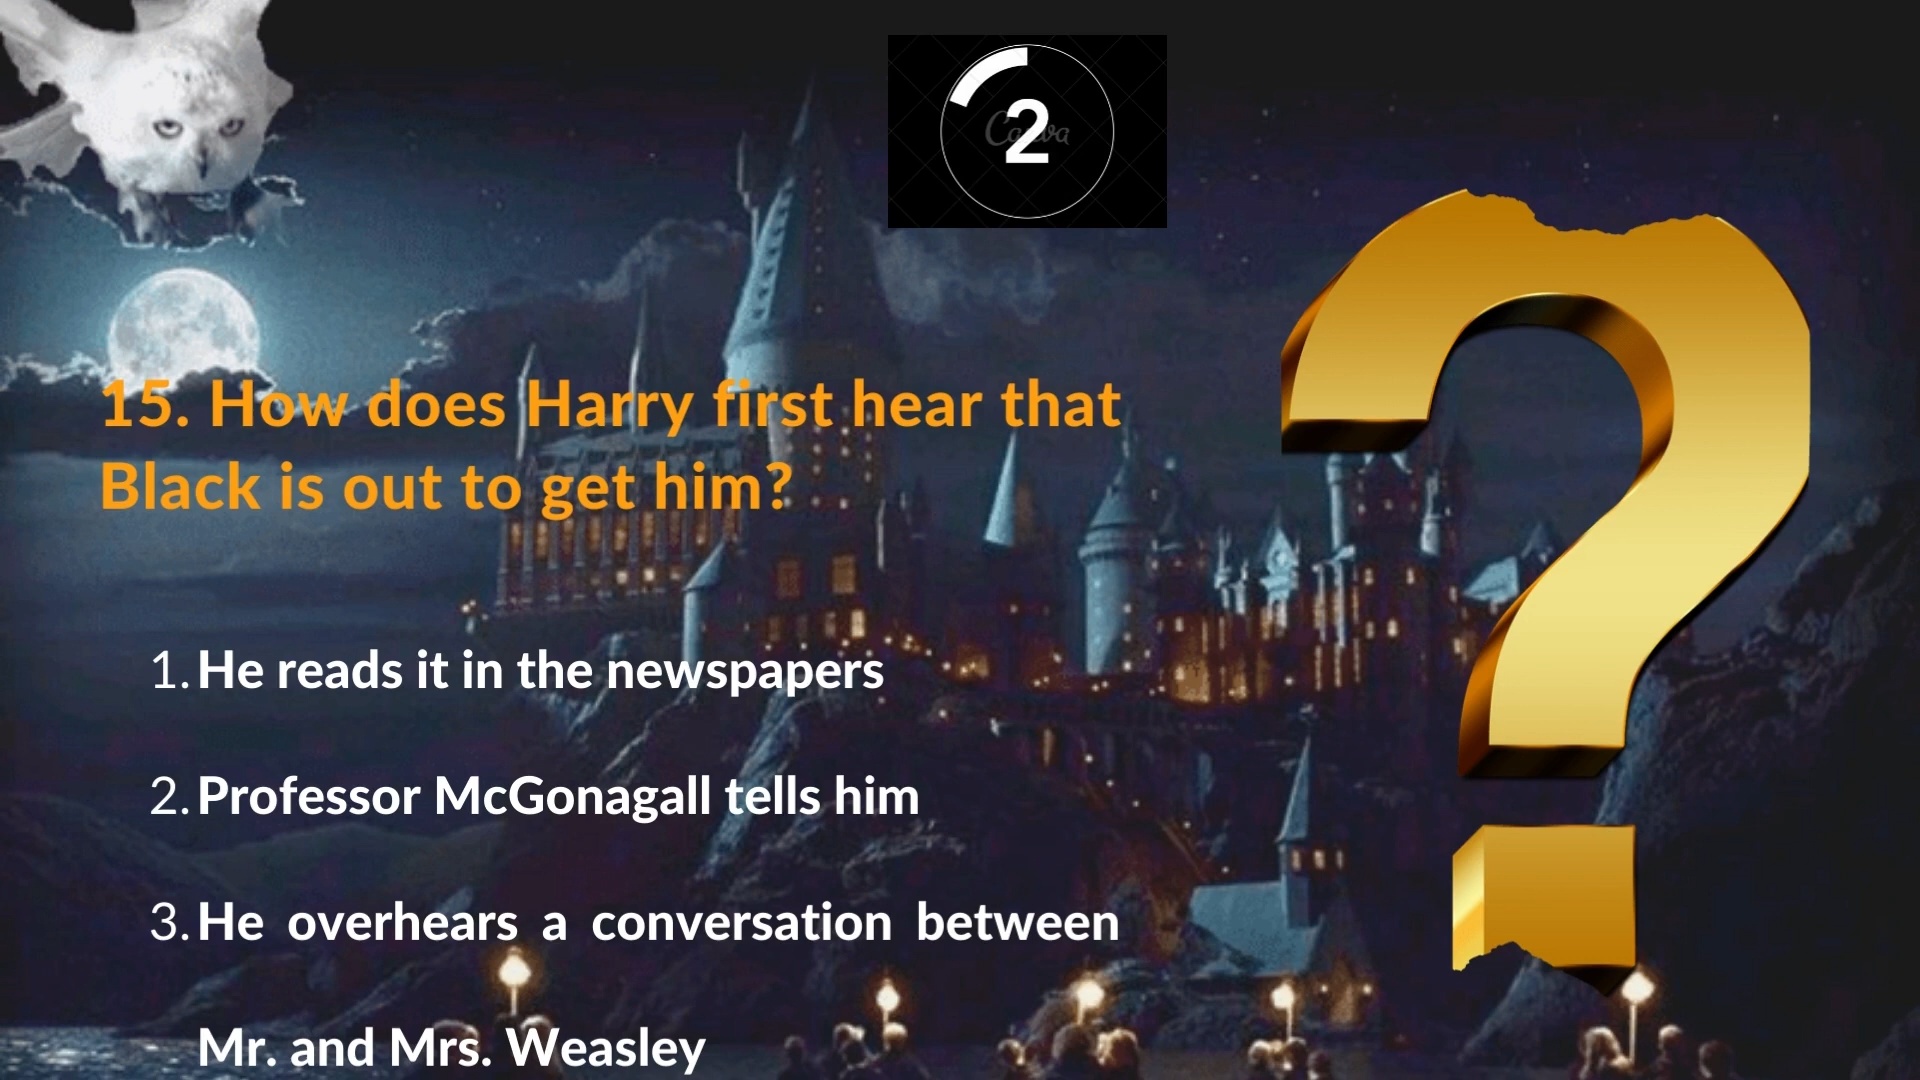 2
Canva
15. How does Harry first hear that
Black is out to get him?
1. He reads it in the newspapers
2. Professor McGonagall tells him
3. He overhears a conversation between
Mr. and Mrs. Weasley